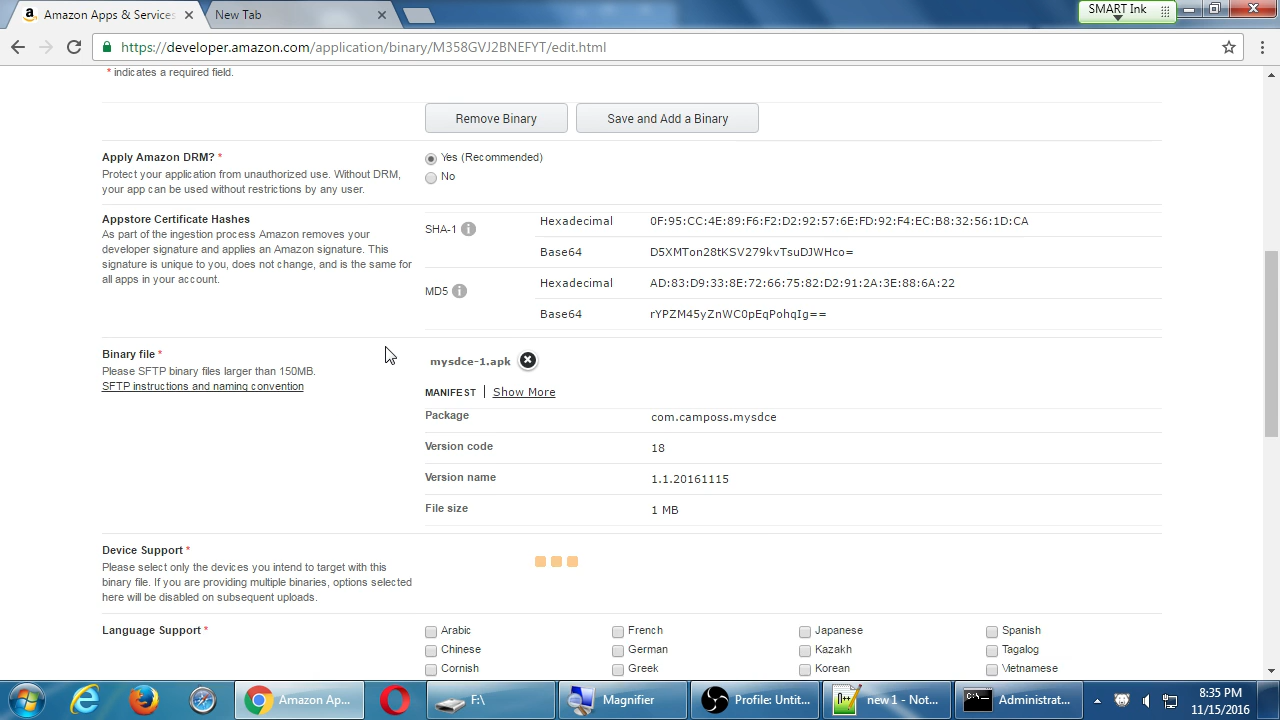 Amazon Apps & Services
New Tab
SMART Ink
https://developer.amazon.com/application/binary/M358GVJ2BNEFYT/edit.html
* indicates a required field.
Remove Binary
Save and Add a Binary
Apply Amazon DRM? *
Yes (Recommended)
Protect your application from unauthorized use. Without DRM,
your app can be used without restrictions by any user.
No
Appstore Certificate Hashes
As part of the ingestion process Amazon removes your
developer signature and applies an Amazon signature. This
signature is unique to you, does not change, and is the same for
all apps in your account.
SHA-1
Hexadecimal 0F:95:CC:4E:89:F6:F2:D2:92:57:6E:FD:92:F4:EC:B8:32:56:1D:CA
Base64 D5XMTon28tKSV279kvTsuDJWHco=
MD5
Hexadecimal AD:83:D9:33:8E:72:66:75:82:D2:91:2A:3E:88:6A:22
Base64 rYPZM45yZnWC0pEqPohqIg==
Binary file *
Please SFTP binary files larger than 150MB.
SFTP instructions and naming convention
mysdce-1.apk
MANIFEST | Show More
Package com.camposs.mysdce
Version code 18
Version name 1.1.20161115
File size 1 MB
Device Support *
Please select only the devices you intend to target with this
binary file. If you are providing multiple binaries, options selected
here will be disabled on subsequent uploads.
Language Support *
Arabic French Japanese Spanish
Chinese German Kazakh Tagalog
Cornish Greek Korean Vietnamese
Amazon Ap...
F:\
Magnifier
Profile: Untit...
new 1 - Not...
Administrat...
8:35 PM
11/15/2016